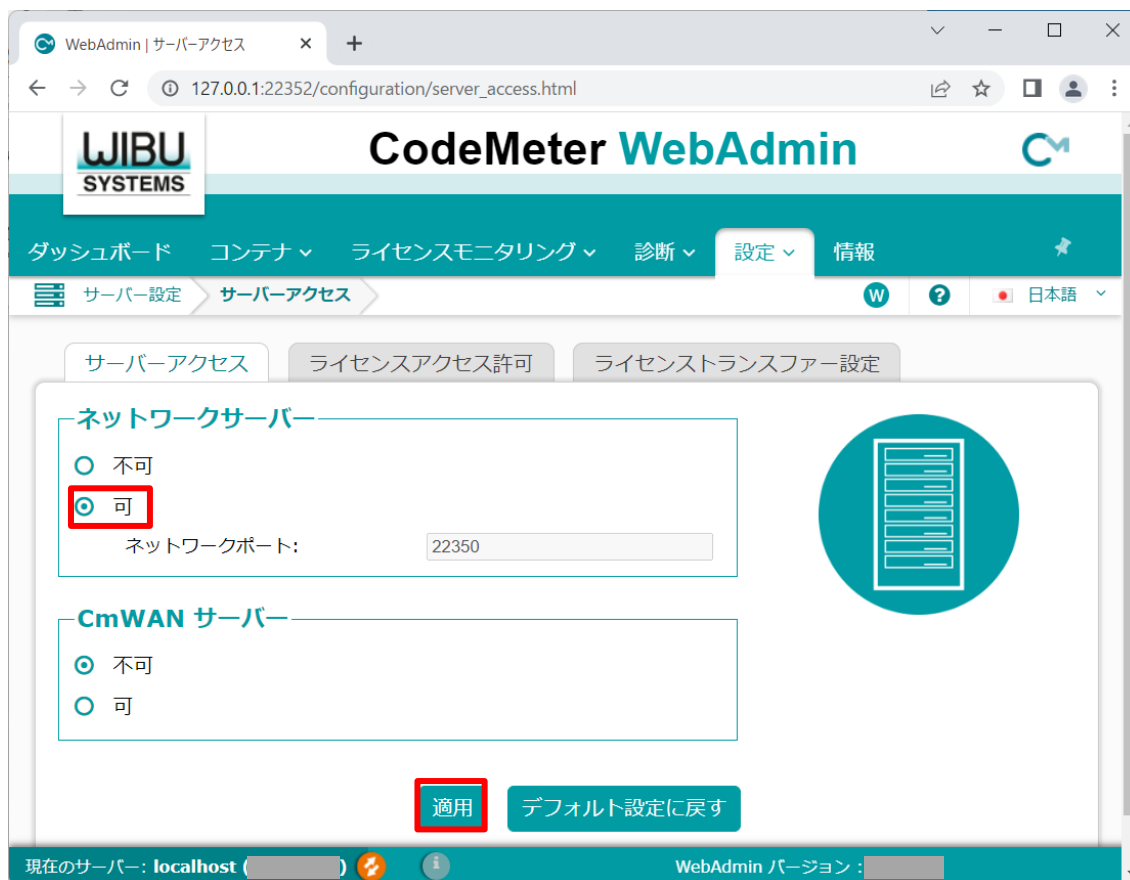 WebAdmin | サーバーアクセス
127.0.0.1:22352/configuration/server_access.html
WIBU
SYSTEMS
CodeMeter WebAdmin
CM
ダッシュボード コンテナ ライセンスモニタリング 診断 設定 情報
サーバー設定 サーバーアクセス W ? 日本語
サーバーアクセス ライセンスアクセス許可 ライセンストランスファー設定
ネットワークサーバー
不可
可
ネットワークポート: 22350
CmWAN サーバー
不可
可
適用 デフォルト設定に戻す
現在のサーバー: localhost ( ) i WebAdmin バージョン :